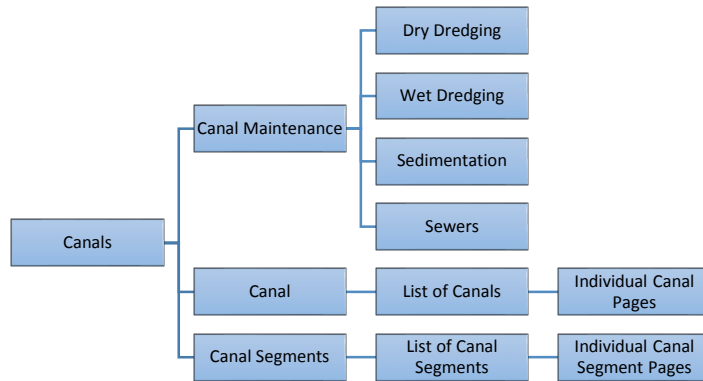 Dry Dredging
Wet Dredging
Canal Maintenance
Sedimentation
Sewers
Canals
Canal
List of Canals
Individual Canal
Pages
Canal Segments
List of Canal
Segments
Individual Canal
Segment Pages